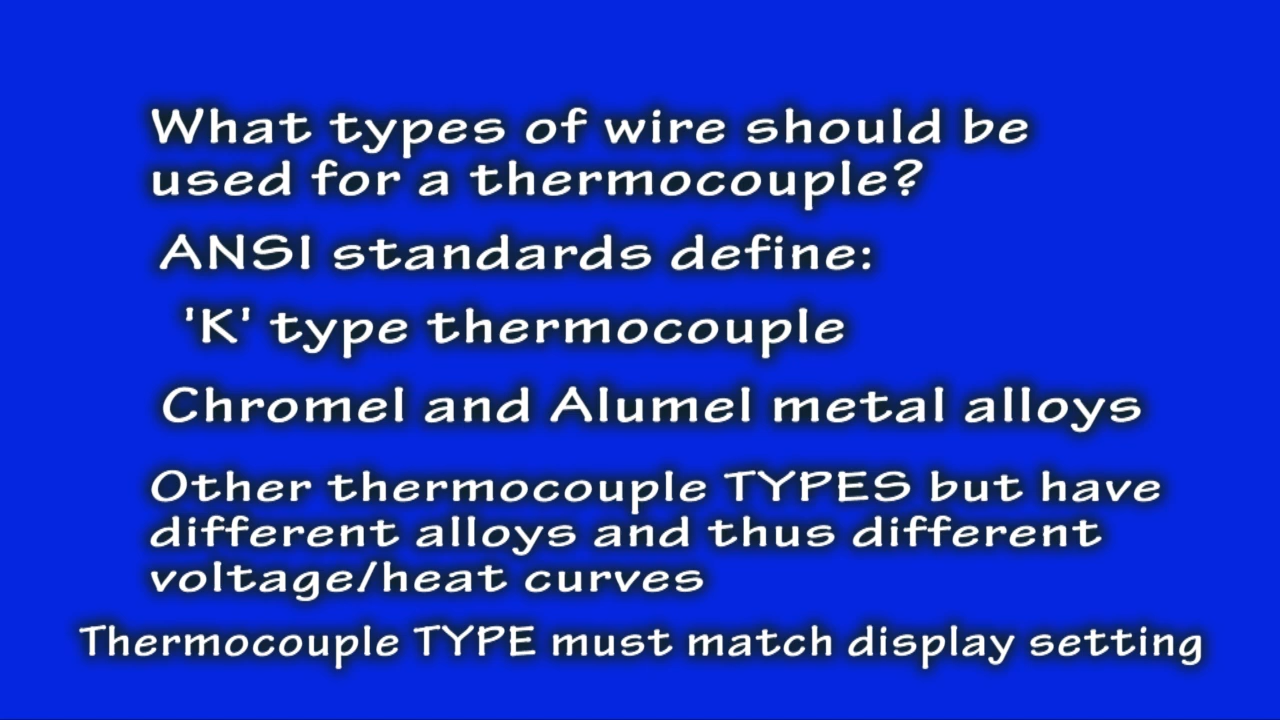 What types of wire should be
used for a thermocouple?
ANSI standards define:
'K' type thermocouple
Chromel and Alumel metal alloys
Other thermocouple TYPES but have
different alloys and thus different
voltage/heat curves
Thermocouple TYPE must match display setting